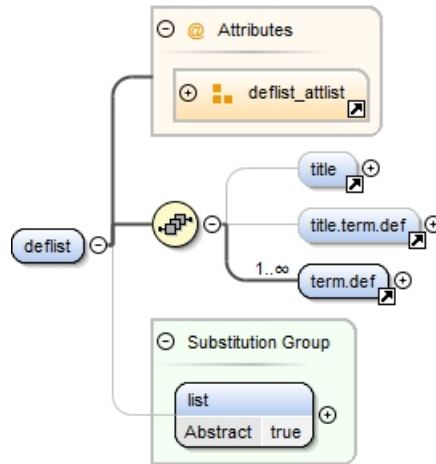 @ Attributes
deflist_attlist
title
title.term.def
deflist
1..∞
term.def
Substitution Group
list
Abstract true